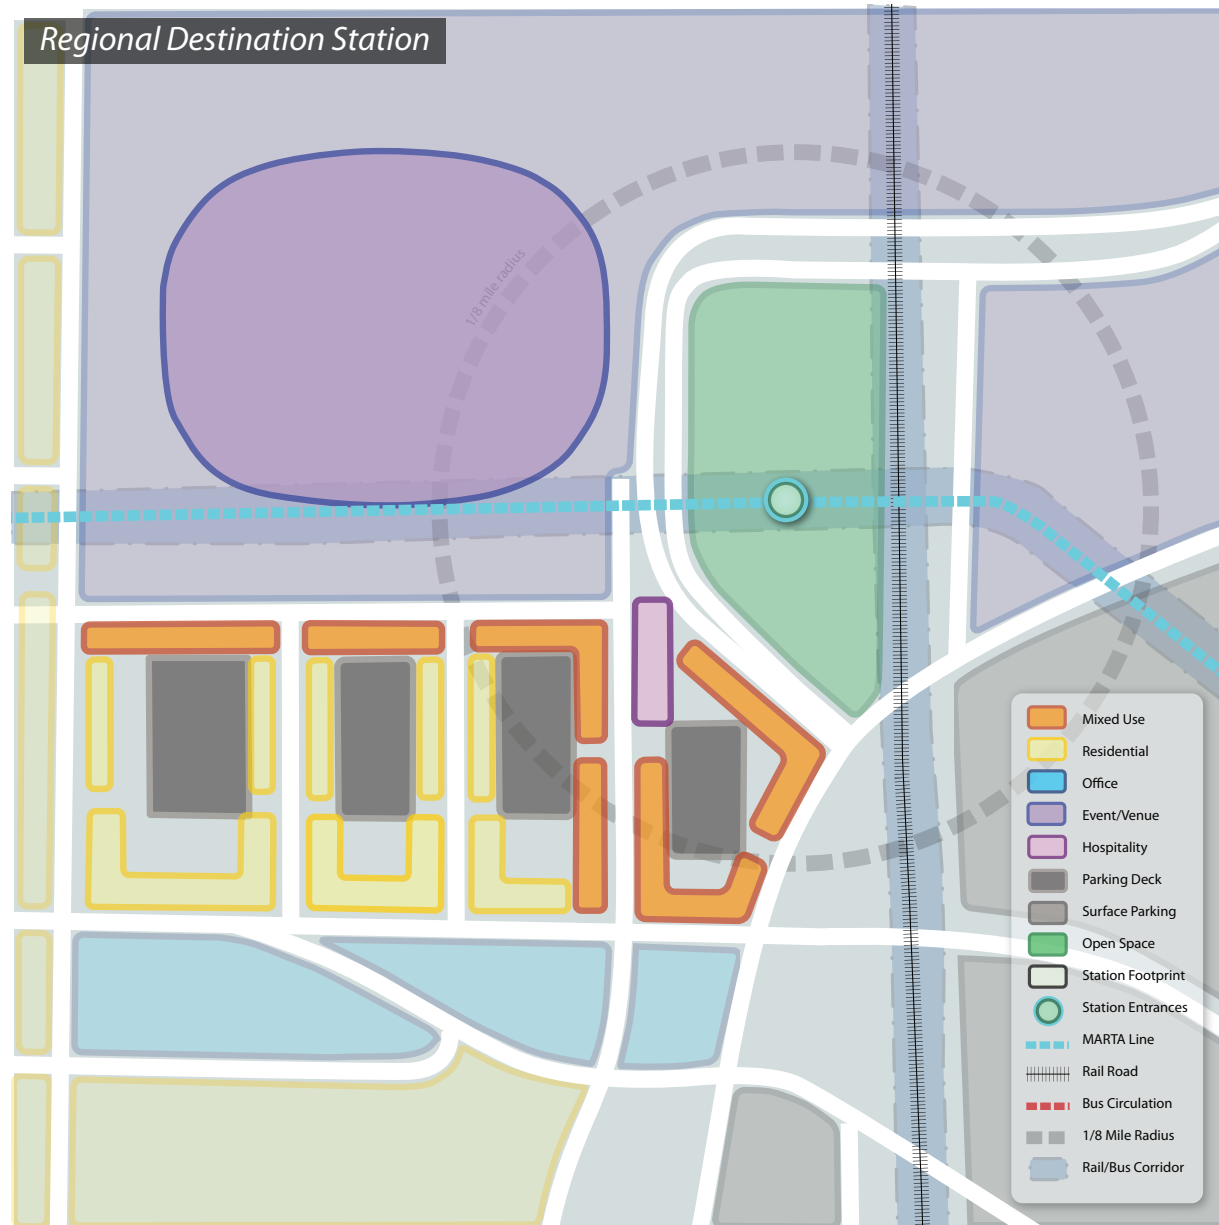 Regional Destination Station
1/8 mile radius
Mixed Use
Residential
Office
Event/Venue
Hospitality
Parking Deck
Surface Parking
Open Space
Station Footprint
Station Entrances
MARTA Line
Rail Road
Bus Circulation
1/8 Mile Radius
Rail/Bus Corridor